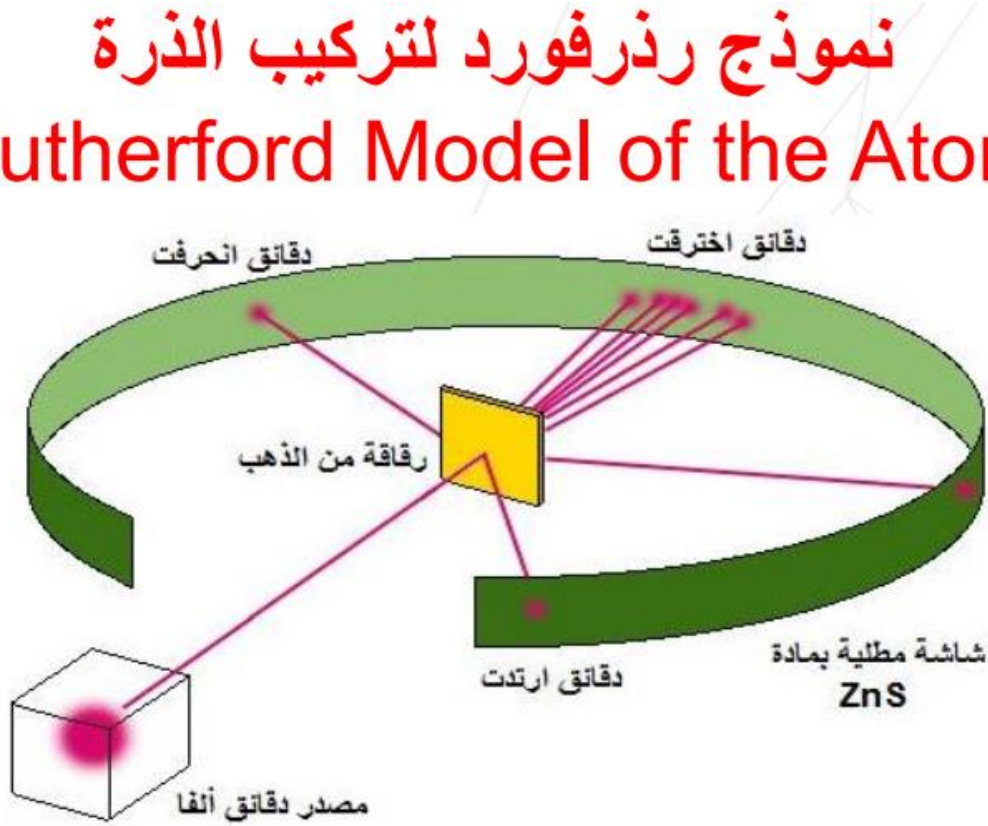 نموذج رذرفورد لتركيب الذرة
utherford Model of the Ato
دقائق انحرفت
دقائق اخترقت
رقاقة من الذهب
شاشة مطلية بمادة
ZnS
دقائق ارتدت
مصدر دقائق ألفا